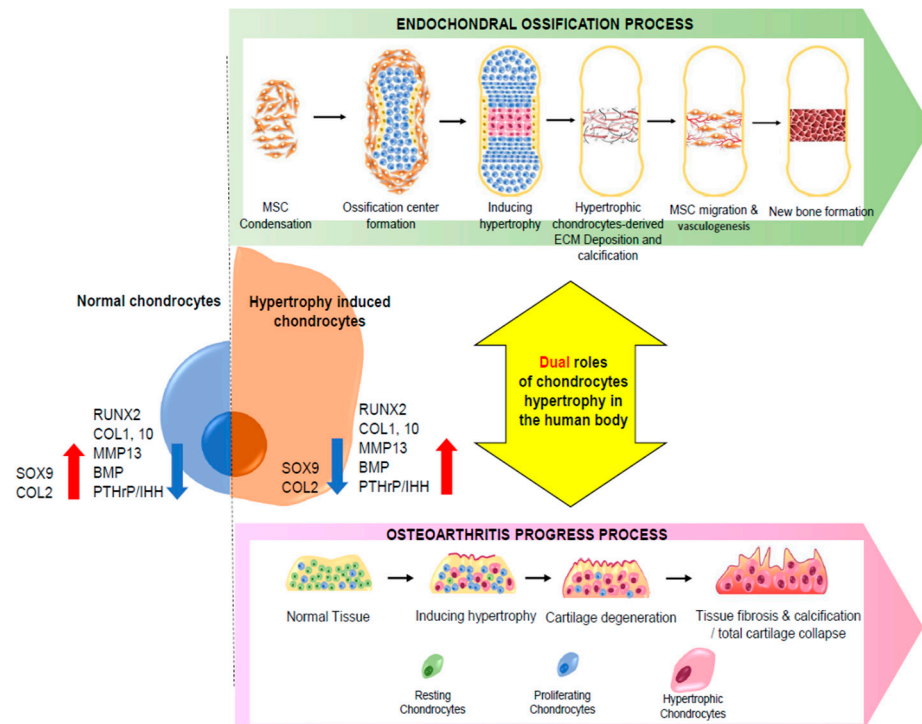 ENDOCHONDRAL OSSIFICATION PROCESS
MSC
Condensation
Ossification center
formation
Inducing
hypertrophy
Hypertrophic
chondrocytes-derived
ECM Deposition and
calcification
MSC migration &
vasculogenesis
New bone formation
Normal chondrocytes
Hypertrophy induced
chondrocytes
SOX9
COL2
RUNX2
COL1, 10
MMP13
BMP
PTHrP/IHH
SOX9
COL2
RUNX2
COL1, 10
MMP13
BMP
PTHrP/IHH
Dual roles
of chondrocytes
hypertrophy in
the human body
OSTEOARTHRITIS PROGRESS PROCESS
Normal Tissue
Inducing hypertrophy
Cartilage degeneration
Tissue fibrosis & calcification
/ total cartilage collapse
Resting
Chondrocytes
Proliferating
Chondrocytes
Hypertrophic
Chondrocytes